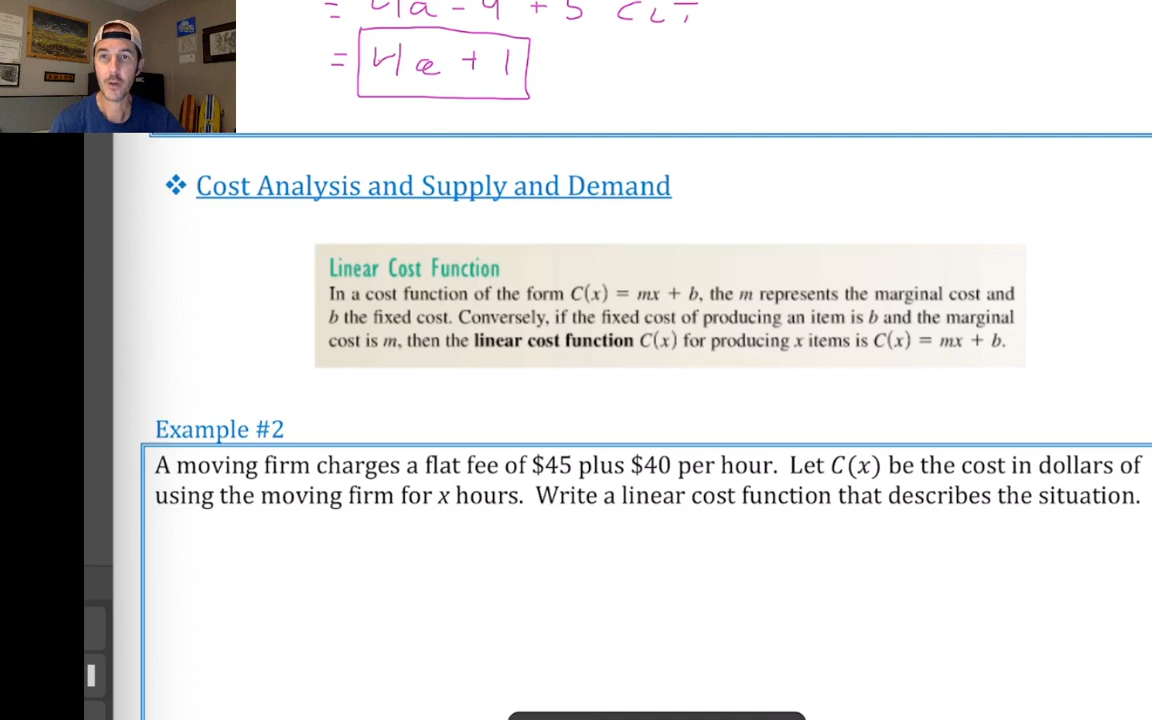 = 4a - 4 + 5 CLT
= 4a + 1
❖ Cost Analysis and Supply and Demand
Linear Cost Function
In a cost function of the form C(x) = mx + b, the m represents the marginal cost and
b the fixed cost. Conversely, if the fixed cost of producing an item is b and the marginal
cost is m, then the linear cost function C(x) for producing x items is C(x) = mx + b.
Example #2
A moving firm charges a flat fee of $45 plus $40 per hour. Let C(x) be the cost in dollars of
using the moving firm for x hours. Write a linear cost function that describes the situation.